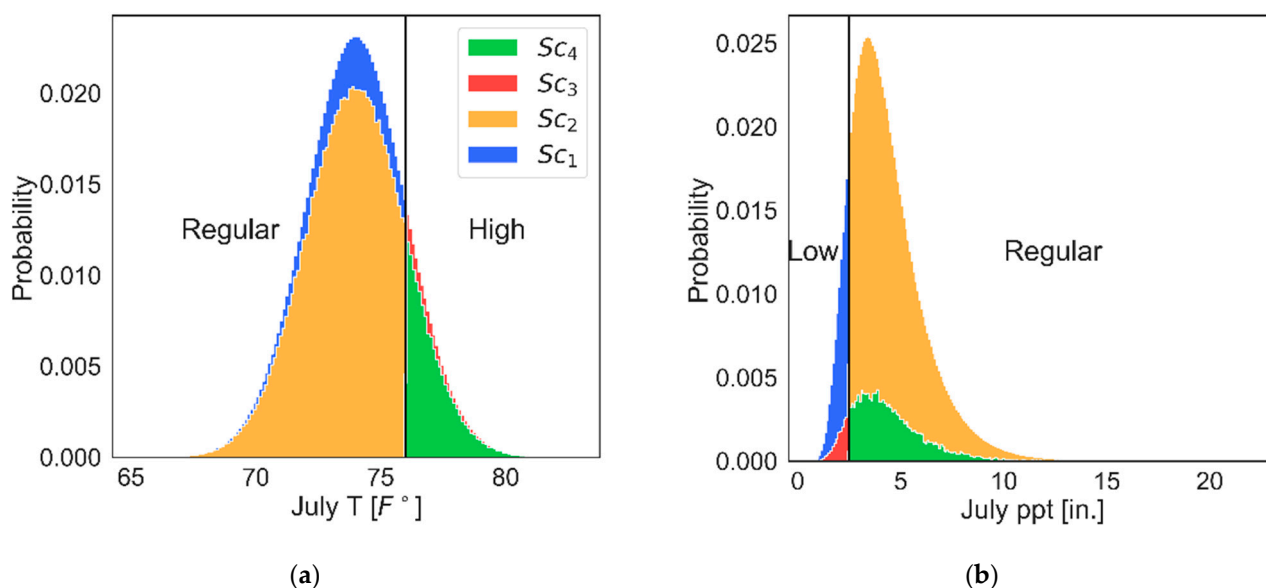 Probability
0.020
0.015
0.010
0.005
0.000
Regular
High
Sc₄
Sc₃
Sc₂
Sc₁
65 70 75 80
July T [F °]
(a)
Probability
0.025
0.020
0.015
0.010
0.005
0.000
Low
Regular
0 5 10 15 20
July ppt [in.]
(b)